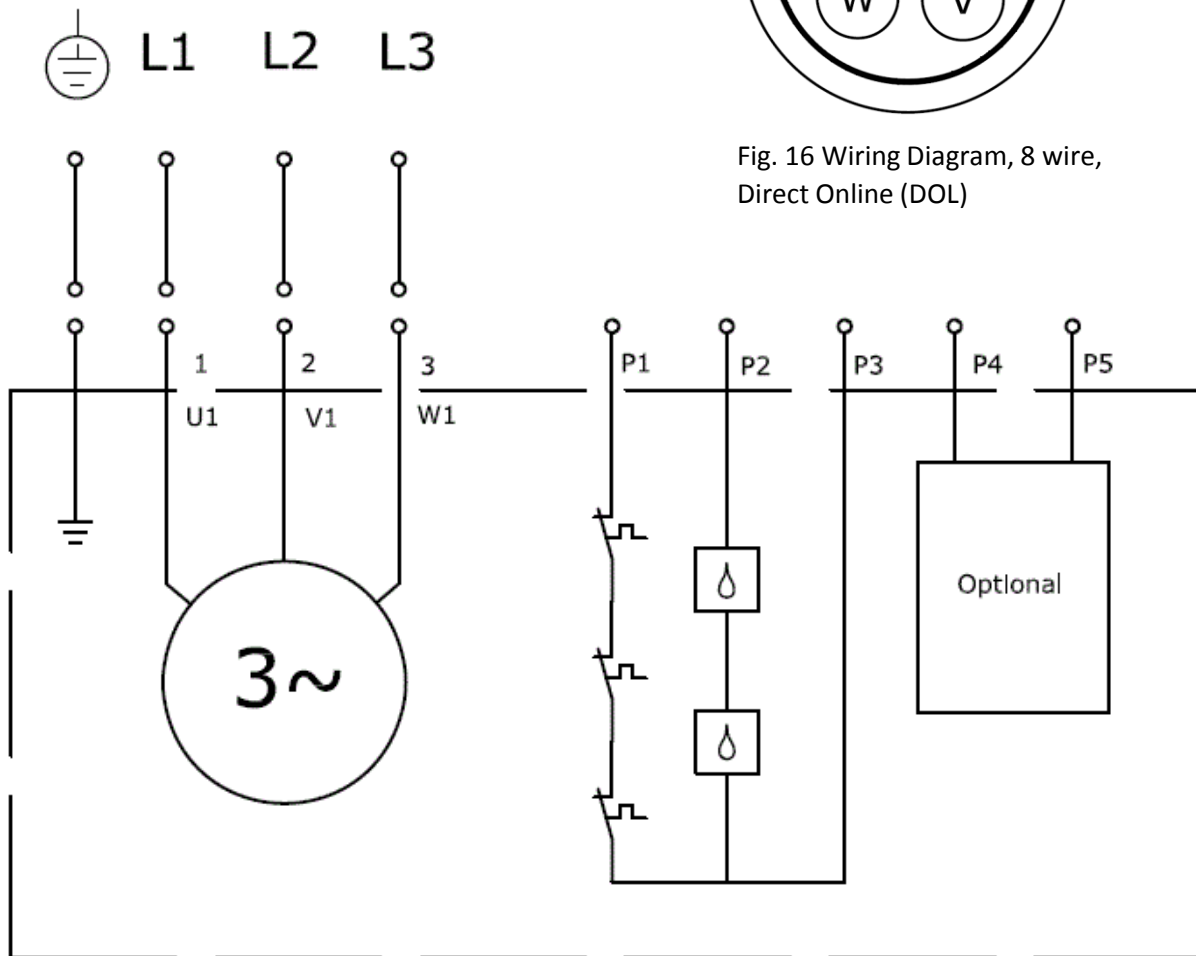 W V
L1 L2 L3
Fig. 16 Wiring Diagram, 8 wire,
Direct Online (DOL)
1 2 3 P1 P2 P3 P4 P5
U1 V1 W1
Optional
3~